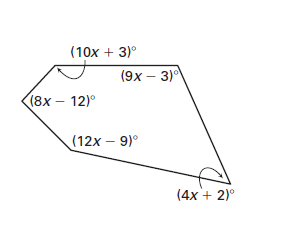 (10x + 3)°
(9x – 3)°
(8x – 12)°
(12x – 9)°
(4x + 2)°